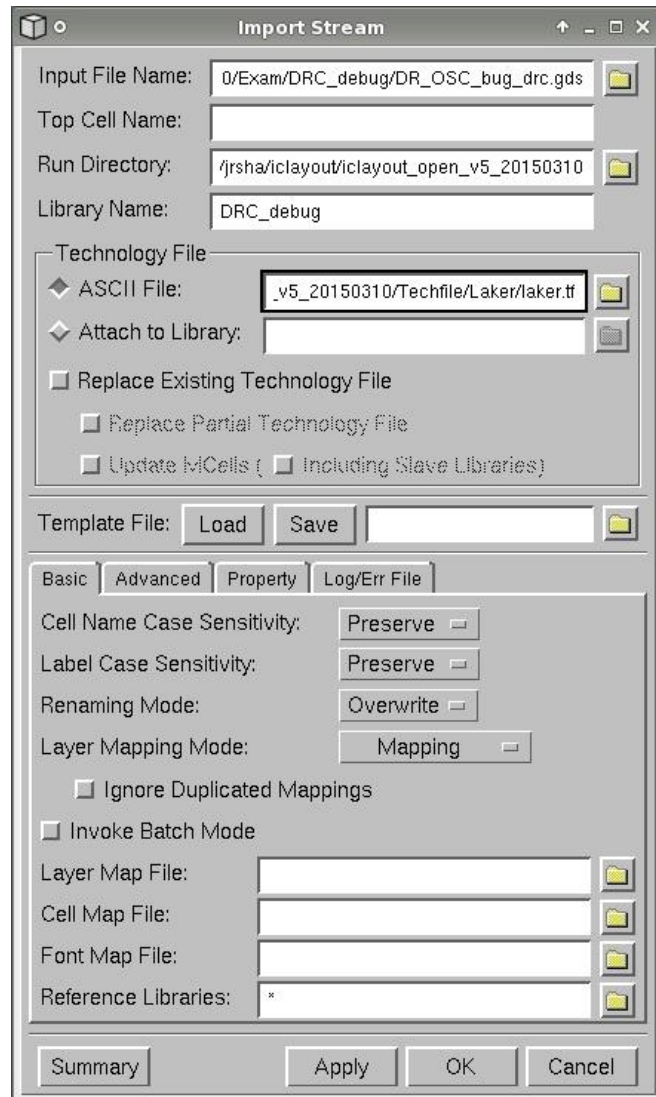 Import Stream
Input File Name: 0/Exam/DRC_debug/DR_OSC_bug_drc.gds
Top Cell Name:
Run Directory: /jrsha/iclayout/iclayout_open_v5_20150310
Library Name: DRC_debug
Technology File
ASCII File: _v5_20150310/Techfile/Laker/laker.tf
Attach to Library:
Replace Existing Technology File
Replace Partial Technology File
Update MCells ( Including Slave Libraries)
Template File: Load Save
Basic Advanced Property Log/Err File
Cell Name Case Sensitivity: Preserve
Label Case Sensitivity: Preserve
Renaming Mode: Overwrite
Layer Mapping Mode: Mapping
Ignore Duplicated Mappings
Invoke Batch Mode
Layer Map File:
Cell Map File:
Font Map File:
Reference Libraries: *
Summary Apply OK Cancel